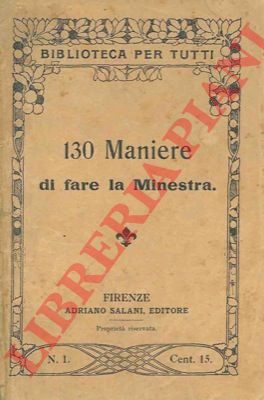 BIBLIOTECA PER TUTTI
130 Maniere
di fare la Minestra.
FIRENZE
ADRIANO SALANI, EDITORE
Proprietà riservata.
N. 1.
Cent. 15.
LIBRERIA PIANI